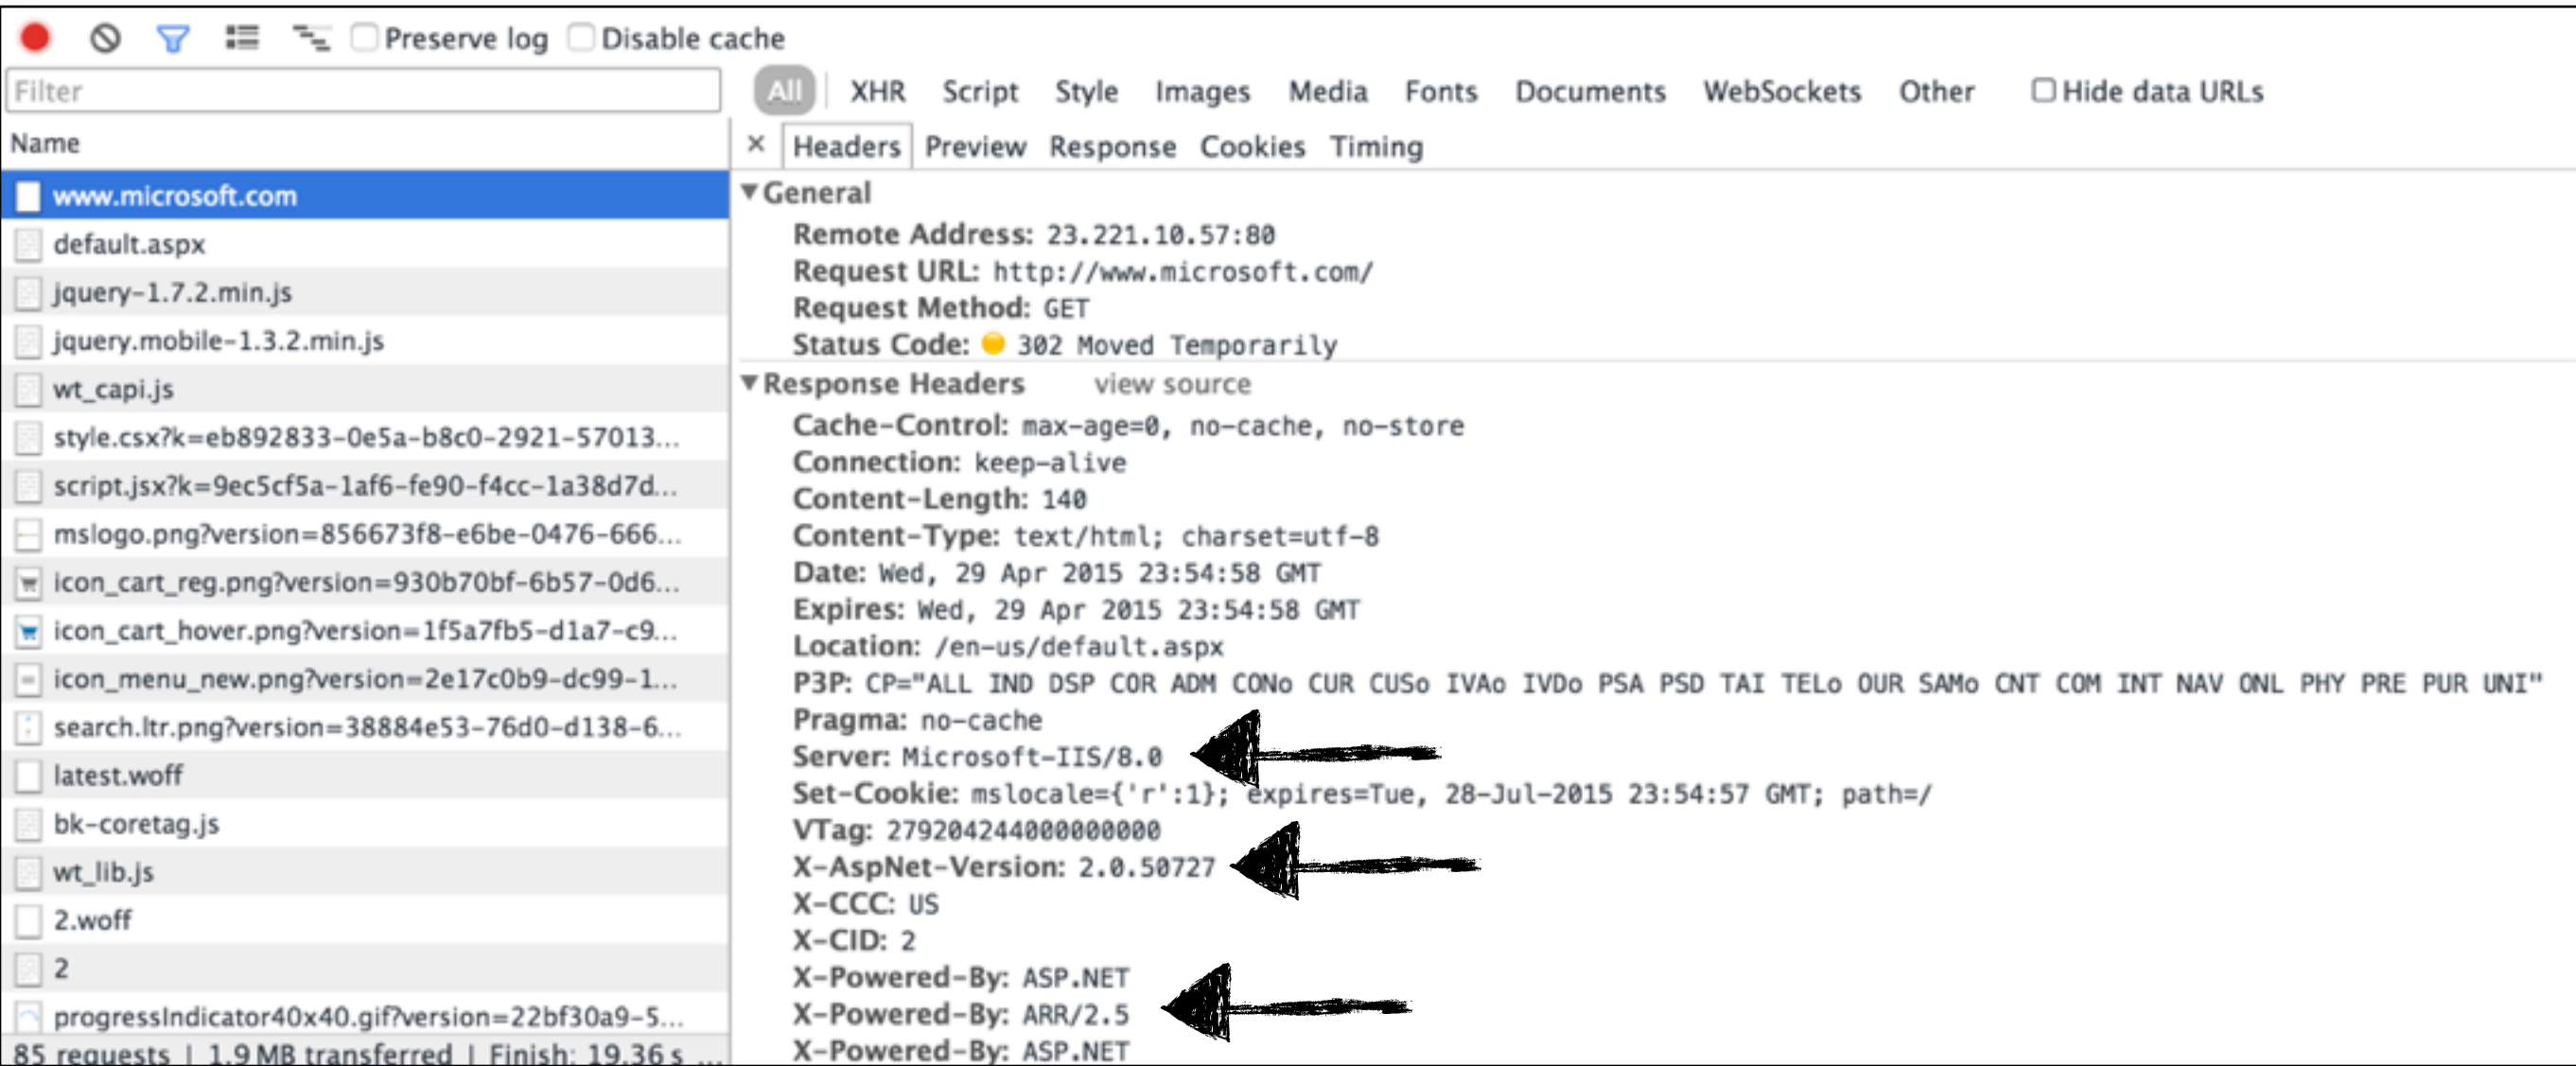 Preserve log Disable cache
Filter
All XHR Script Style Images Media Fonts Documents WebSockets Other Hide data URLs
Name
× Headers Preview Response Cookies Timing
www.microsoft.com
default.aspx
jquery-1.7.2.min.js
jquery.mobile-1.3.2.min.js
wt_capi.js
style.csx?k=eb892833-0e5a-b8c0-2921-57013...
script.jsx?k=9ec5cf5a-1af6-fe90-f4cc-1a38d7d...
mslogo.png?version=856673f8-e6be-0476-666...
icon_cart_reg.png?version=930b70bf-6b57-0d6...
icon_cart_hover.png?version=1f5a7fb5-d1a7-c9...
icon_menu_new.png?version=2e17c0b9-dc99-1...
search.ltr.png?version=38884e53-76d0-d138-6...
latest.woff
bk-coretag.js
wt_lib.js
2.woff
2
progressIndicator40x40.gif?version=22bf30a9-5...
85 requests | 1.9 MB transferred | Finish: 19.36 s ...
General
Remote Address: 23.221.10.57:80
Request URL: http://www.microsoft.com/
Request Method: GET
Status Code: 302 Moved Temporarily
Response Headers view source
Cache-Control: max-age=0, no-cache, no-store
Connection: keep-alive
Content-Length: 140
Content-Type: text/html; charset=utf-8
Date: Wed, 29 Apr 2015 23:54:58 GMT
Expires: Wed, 29 Apr 2015 23:54:58 GMT
Location: /en-us/default.aspx
P3P: CP="ALL IND DSP COR ADM CONo CUR CUSo IVAo IVDo PSA PSD TAI TELo OUR SAMo CNT COM INT NAV ONL PHY PRE PUR UNI"
Pragma: no-cache
Server: Microsoft-IIS/8.0
Set-Cookie: mslocale={'r':1}; expires=Tue, 28-Jul-2015 23:54:57 GMT; path=/
VTag: 279204244000000000
X-AspNet-Version: 2.0.50727
X-CCC: US
X-CID: 2
X-Powered-By: ASP.NET
X-Powered-By: ARR/2.5
X-Powered-By: ASP.NET